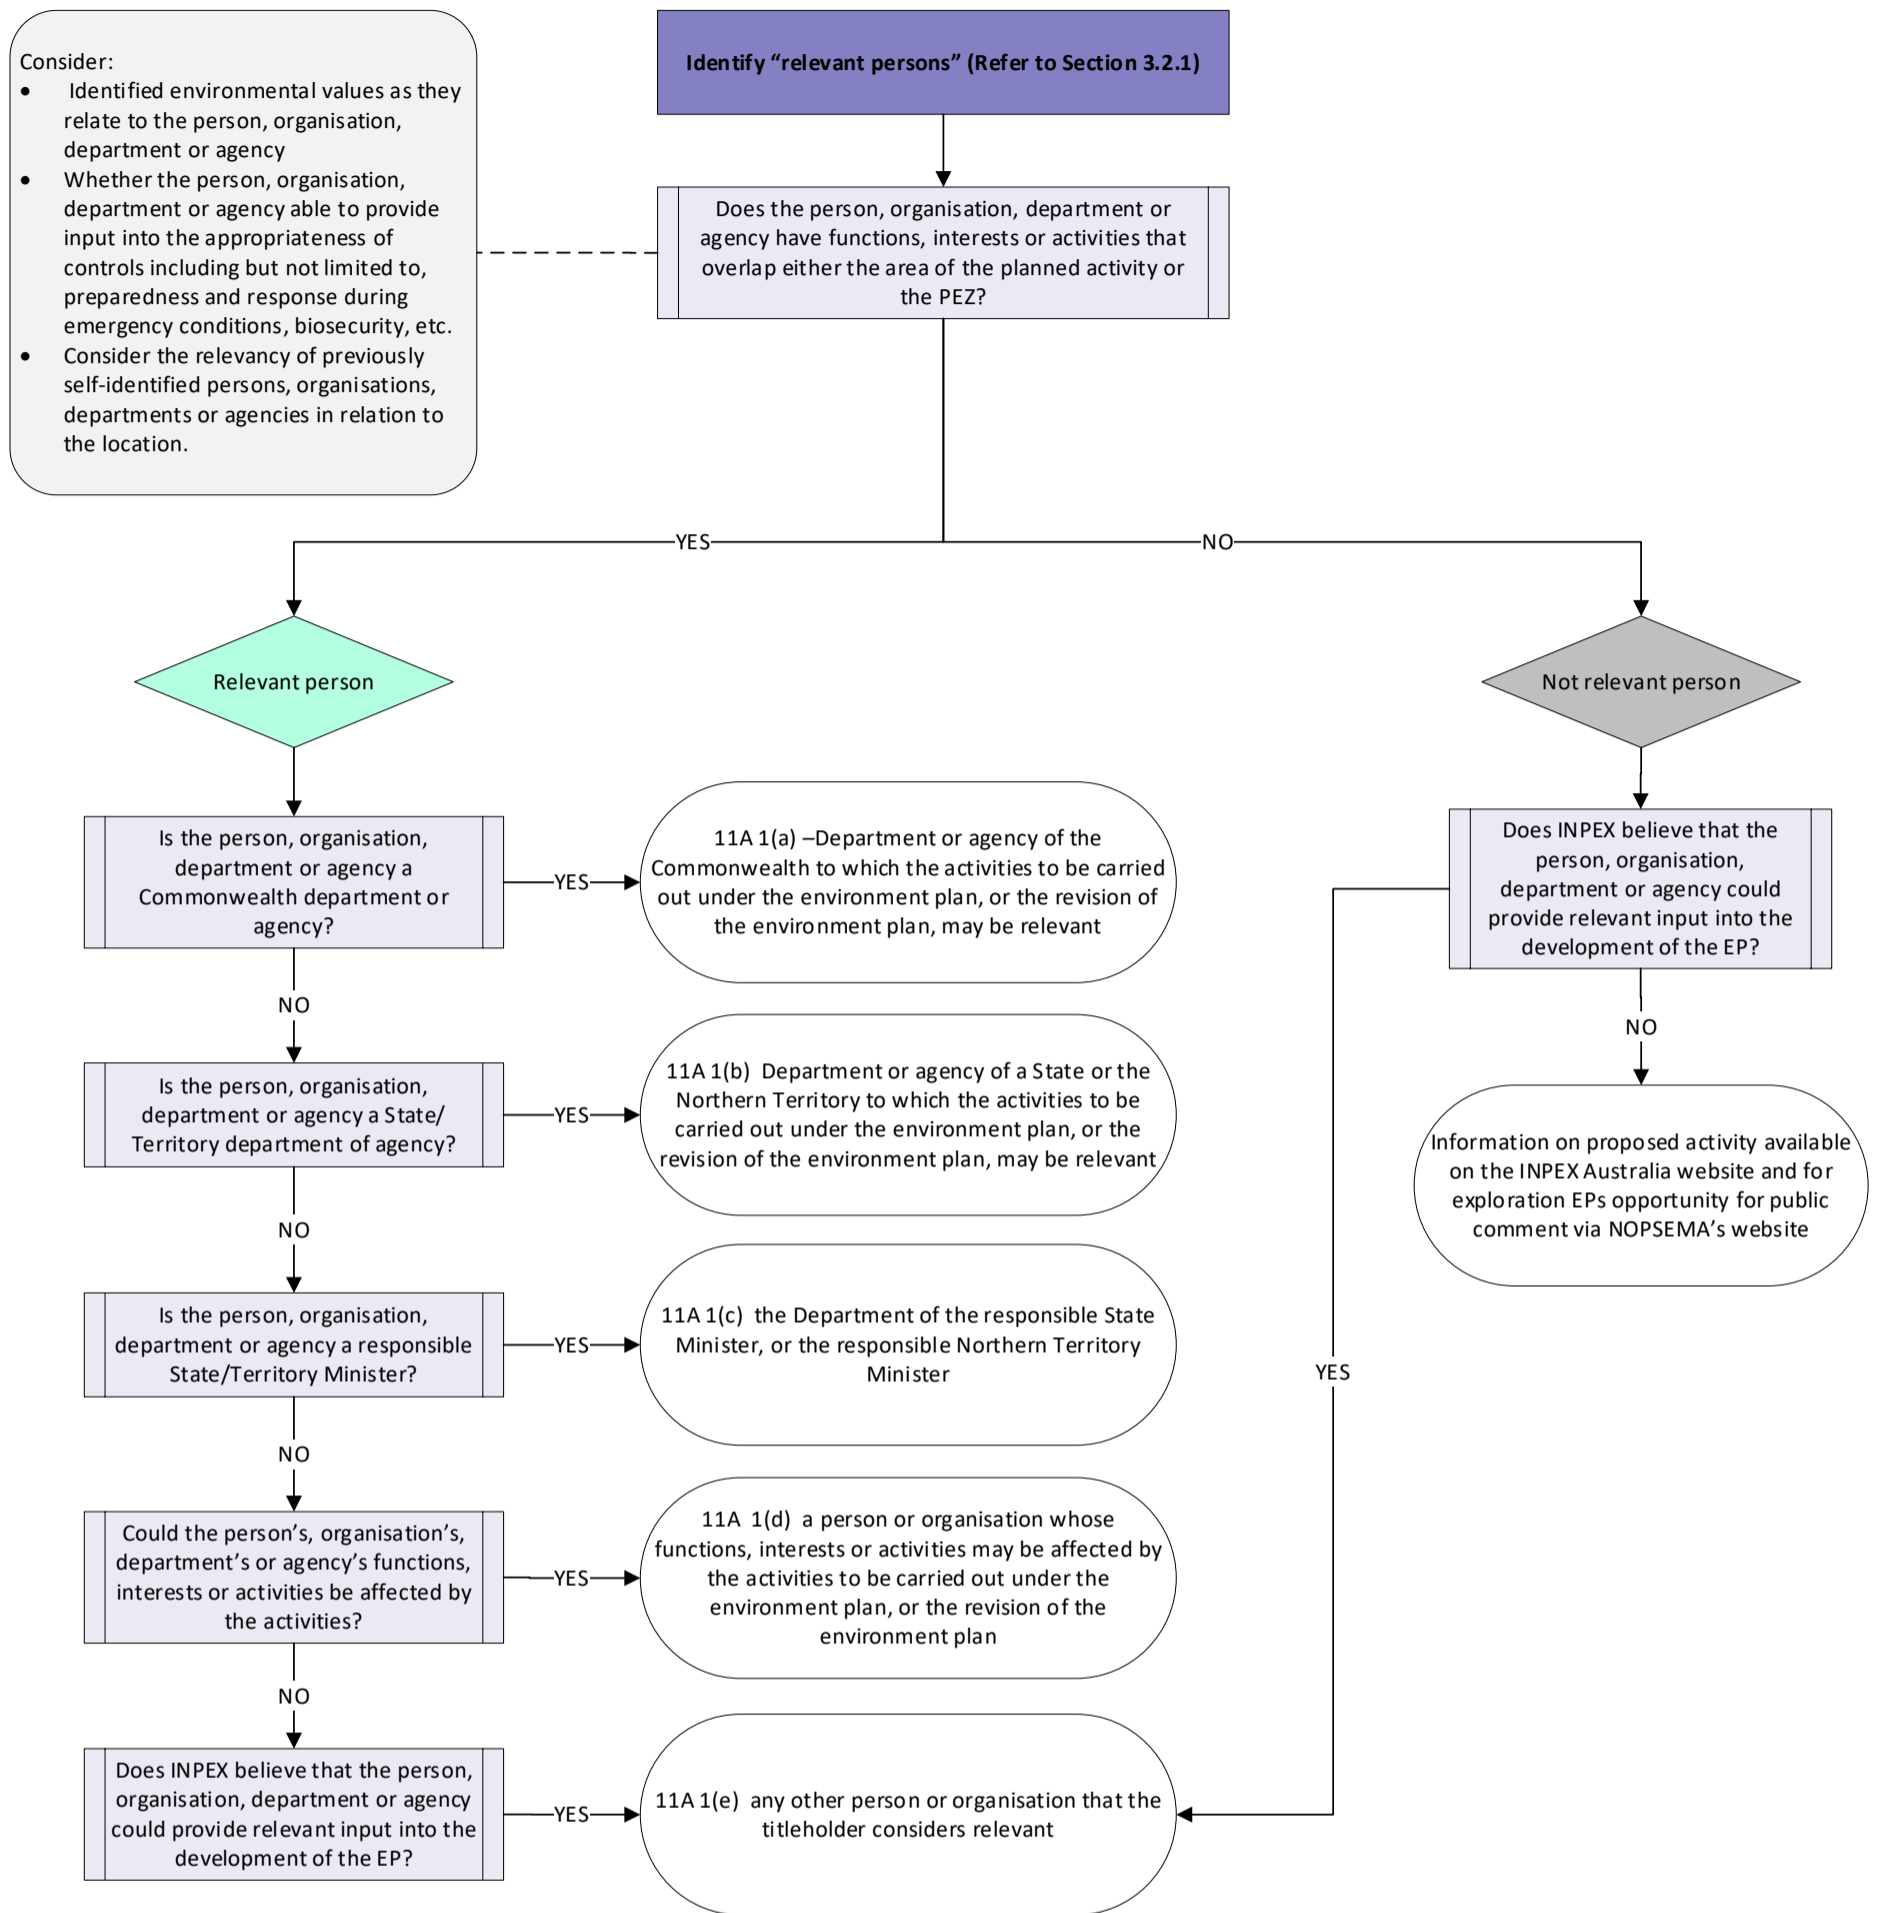 Consider:
• Identified environmental values as they
relate to the person, organisation,
department or agency
• Whether the person, organisation,
department or agency able to provide
input into the appropriateness of
controls including but not limited to,
preparedness and response during
emergency conditions, biosecurity, etc.
• Consider the relevancy of previously
self-identified persons, organisations,
departments or agencies in relation to
the location.
Identify “relevant persons” (Refer to Section 3.2.1)
Does the person, organisation, department or
agency have functions, interests or activities that
overlap either the area of the planned activity or
the PEZ?
YES
NO
Relevant person
Not relevant person
Is the person, organisation,
department or agency a
Commonwealth department or
agency?
YES
11A 1(a) –Department or agency of the
Commonwealth to which the activities to be carried
out under the environment plan, or the revision of
the environment plan, may be relevant
Does INPEX believe that the
person, organisation,
department or agency could
provide relevant input into the
development of the EP?
NO
NO
Is the person, organisation,
department or agency a State/
Territory department of agency?
YES
11A 1(b) Department or agency of a State or the
Northern Territory to which the activities to be
carried out under the environment plan, or the
revision of the environment plan, may be relevant
Information on proposed activity available
on the INPEX Australia website and for
exploration EPs opportunity for public
comment via NOPSEMA’s website
NO
Is the person, organisation,
department or agency a responsible
State/Territory Minister?
YES
11A 1(c) the Department of the responsible State
Minister, or the responsible Northern Territory
Minister
YES
NO
Could the person’s, organisation’s,
department’s or agency’s functions,
interests or activities be affected by
the activities?
YES
11A 1(d) a person or organisation whose
functions, interests or activities may be affected by
the activities to be carried out under the
environment plan, or the revision of the
environment plan
NO
Does INPEX believe that the person,
organisation, department or agency
could provide relevant input into the
development of the EP?
YES
11A 1(e) any other person or organisation that the
titleholder considers relevant